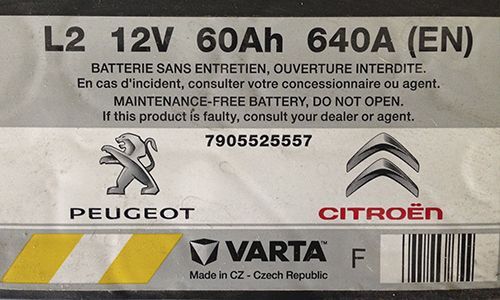 L2 12V 60Ah 640A (EN)
BATTERIE SANS ENTRETIEN, OUVERTURE INTERDITE.
En cas d'incident, consulter votre concessionnaire ou agent.
MAINTENANCE-FREE BATTERY, DO NOT OPEN.
If this product is faulty, consult your dealer or agent.
7905525557
PEUGEOT
CITROËN
VARTA
Made in CZ - Czech Republic
F